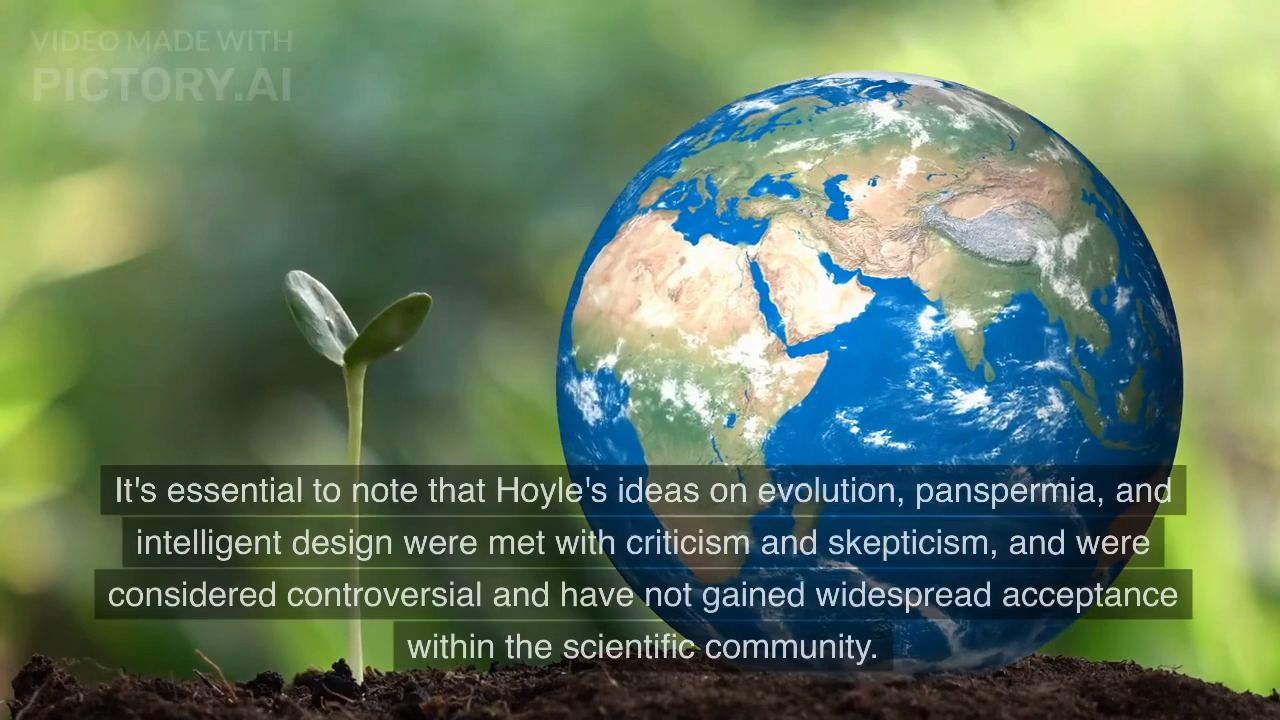 VIDEO MADE WITH
PICTORY.AI
It's essential to note that Hoyle's ideas on evolution, panspermia, and
intelligent design were met with criticism and skepticism, and were
considered controversial and have not gained widespread acceptance
within the scientific community.